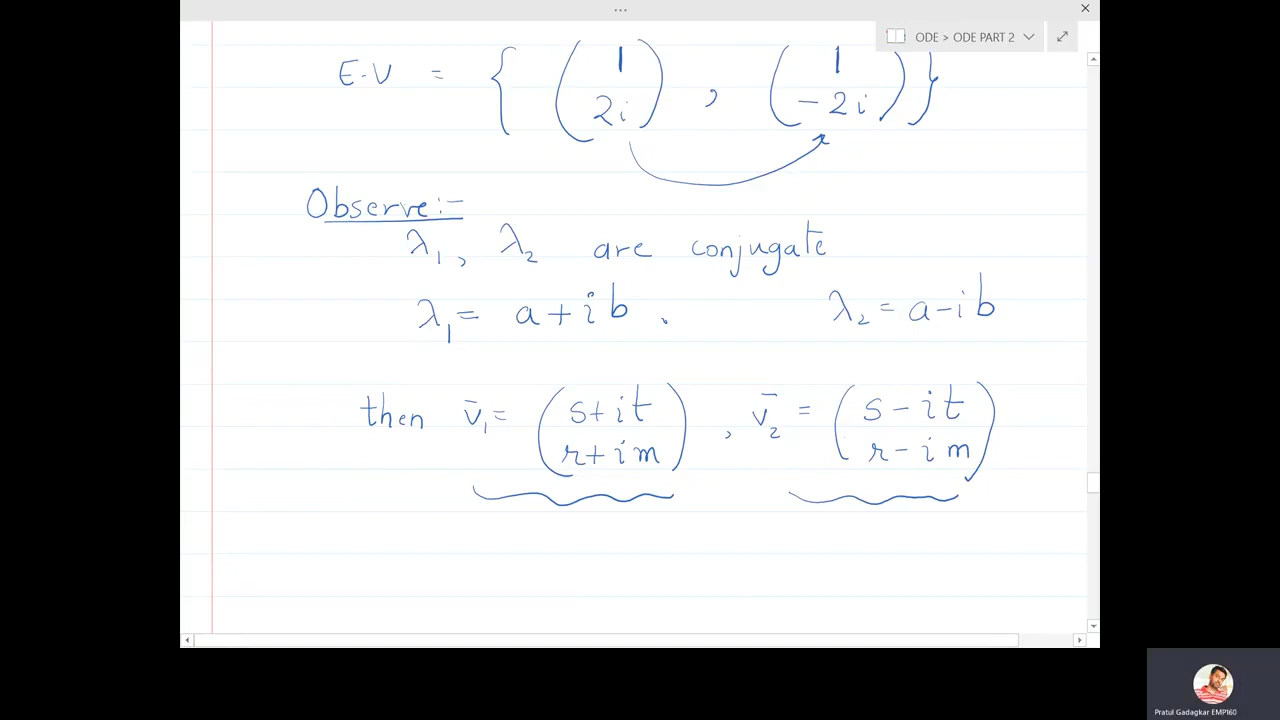 ODE > ODE PART 2
E·V = { ( 1 2i ) , ( 1 -2i ) }
Observe:-
λ₁, λ₂ are conjugate
λ₁ = a+ib . λ₂ = a-ib
then v̄₁ = ( s+it r+im ) , v̄₂ = ( s-it r-im )
Pratul Gadagkar EMP160